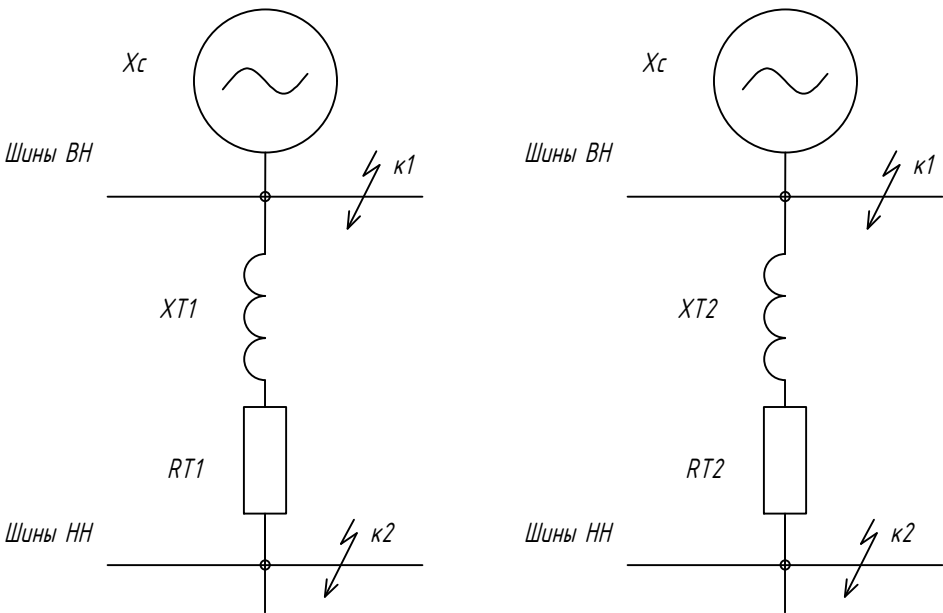 Xc
Xc
Шины ВН
к1
Шины ВН
к1
XT1
XT2
RT1
RT2
Шины НН
к2
Шины НН
к2